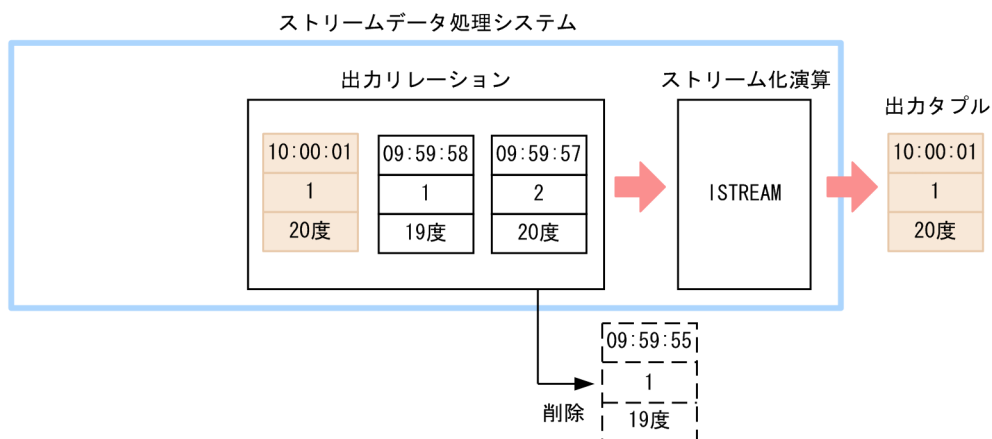 ストリームデータ処理システム
出力リレーション
ストリーム化演算
出力タプル
10:00:01
1
20度
09:59:58
1
19度
09:59:57
2
20度
ISTREAM
10:00:01
1
20度
削除
09:59:55
1
19度